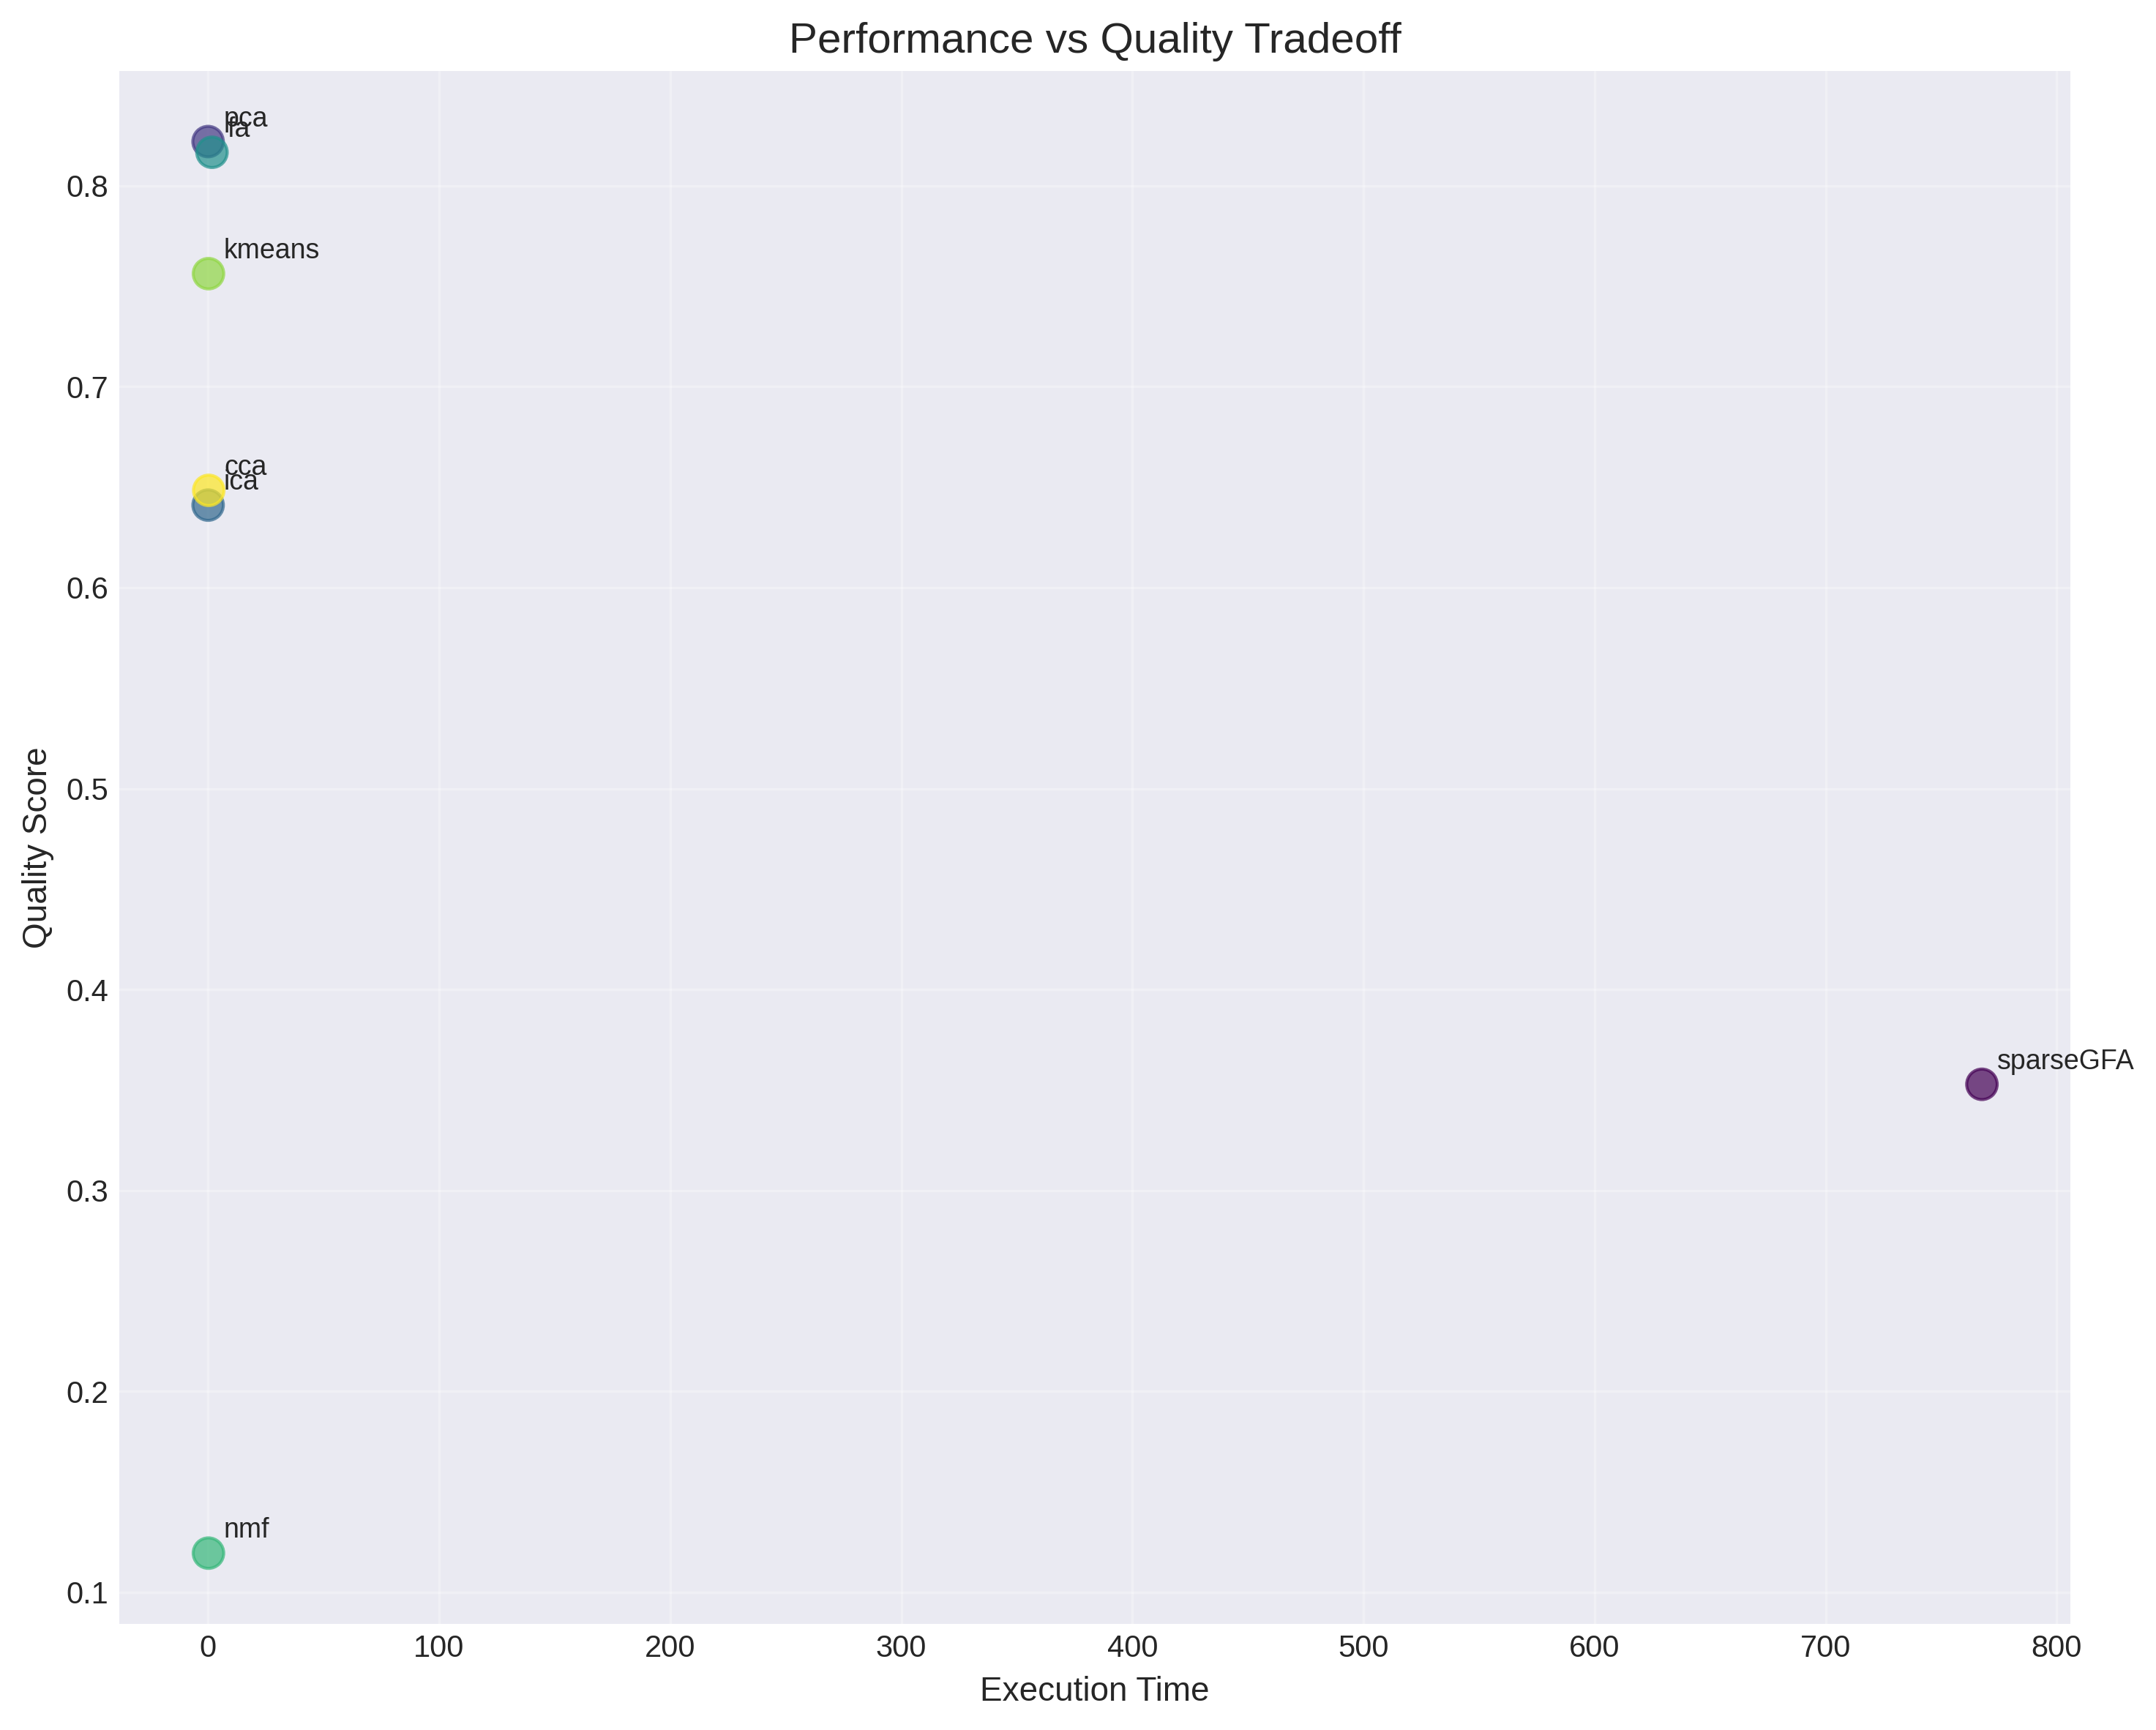 Performance vs Quality Tradeoff
pca
fa
0.8
kmeans
0.7
cca
ica
0.6
Quality Score
0.5
0.4
sparseGFA
0.3
0.2
nmf
0.1
0 100 200 300 400 500 600 700 800
Execution Time